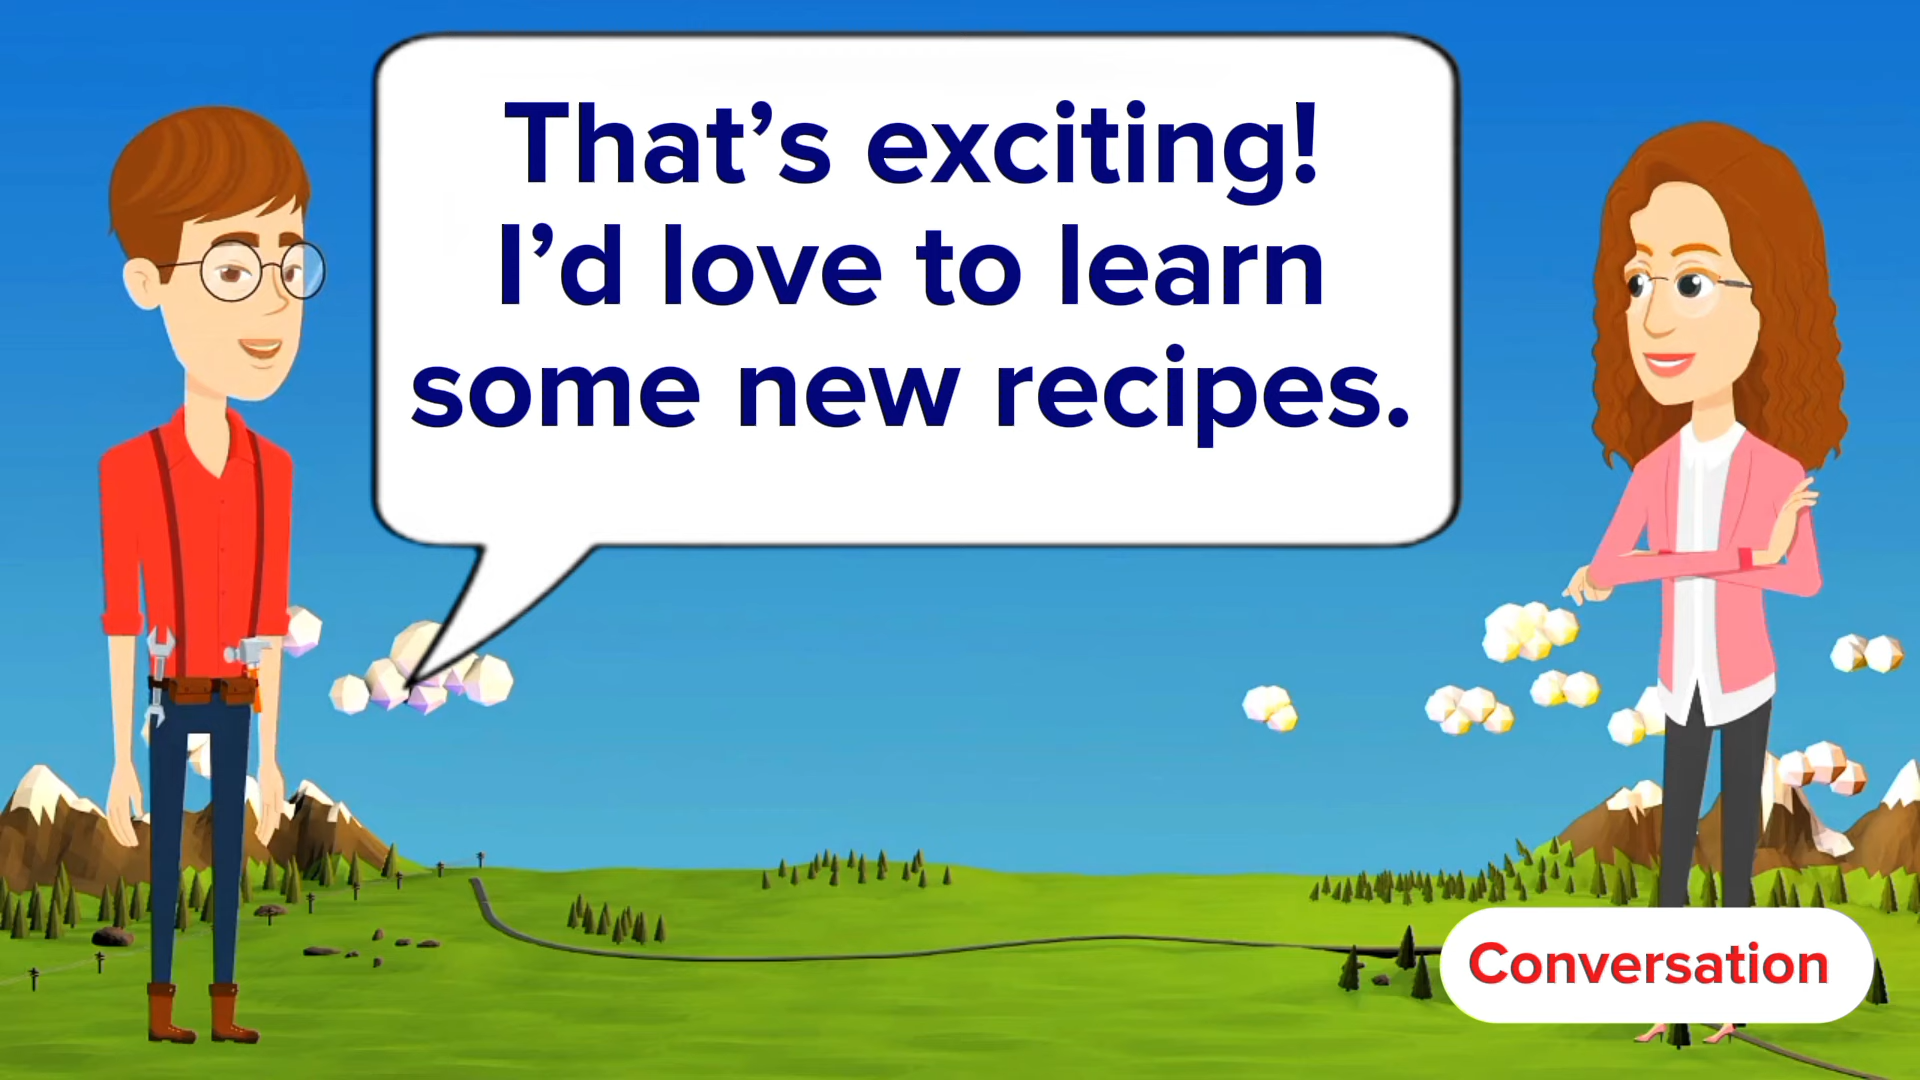 That’s exciting!
I’d love to learn
some new recipes.
Conversation